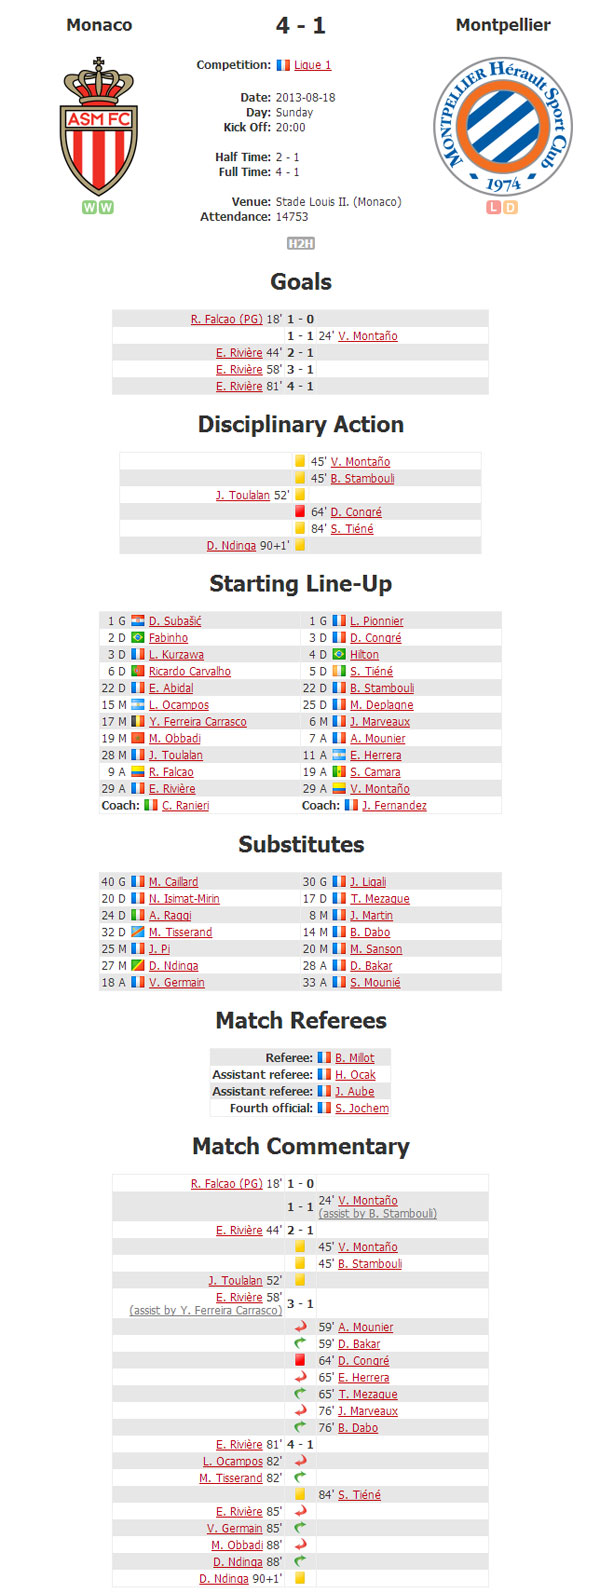 Monaco 4 - 1 Montpellier
ASM FC
MONTPELLIER Hérault Sport Club
1974
Competition: Ligue 1
Date: 2013-08-18
Day: Sunday
Kick Off: 20:00
Half Time: 2 - 1
Full Time: 4 - 1
Venue: Stade Louis II. (Monaco)
Attendance: 14753
W W L D
H2H
Goals
R. Falcao (PG) 18' 1 - 0
1 - 1 24' V. Montaño
E. Rivière 44' 2 - 1
E. Rivière 58' 3 - 1
E. Rivière 81' 4 - 1
Disciplinary Action
45' V. Montaño
45' B. Stambouli
J. Toulalan 52'
64' D. Congré
84' S. Tiéné
D. Ndinga 90+1'
Starting Line-Up
1 G D. Subašić 1 G L. Pionnier
2 D Fabinho 3 D D. Congré
3 D L. Kurzawa 4 D Hilton
6 D Ricardo Carvalho 5 D S. Tiéné
22 D E. Abidal 22 D B. Stambouli
15 M L. Ocampos 25 D M. Deplagne
17 M Y. Ferreira Carrasco 6 M J. Marveaux
19 M M. Obbadi 7 A A. Mounier
28 M J. Toulalan 11 A E. Herrera
9 A R. Falcao 19 A S. Camara
29 A E. Rivière 29 A V. Montaño
Coach: C. Ranieri Coach: J. Fernandez
Substitutes
40 G M. Caillard 30 G J. Ligali
20 D N. Isimat-Mirin 17 D T. Mezague
24 D A. Raggi 8 M J. Martin
32 D M. Tisserand 14 M B. Dabo
25 M J. Pi 20 M M. Sanson
27 M D. Ndinga 28 A D. Bakar
18 A V. Germain 33 A S. Mounié
Match Referees
Referee: B. Millot
Assistant referee: H. Ocak
Assistant referee: J. Aube
Fourth official: S. Jochem
Match Commentary
R. Falcao (PG) 18' 1 - 0
1 - 1 24' V. Montaño
(assist by B. Stambouli)
E. Rivière 44' 2 - 1
45' V. Montaño
45' B. Stambouli
J. Toulalan 52'
E. Rivière 58' 3 - 1
(assist by Y. Ferreira Carrasco)
59' A. Mounier
59' D. Bakar
64' D. Congré
65' E. Herrera
65' T. Mezague
76' J. Marveaux
76' B. Dabo
E. Rivière 81' 4 - 1
L. Ocampos 82'
M. Tisserand 82'
84' S. Tiéné
E. Rivière 85'
V. Germain 85'
M. Obbadi 88'
D. Ndinga 88'
D. Ndinga 90+1'